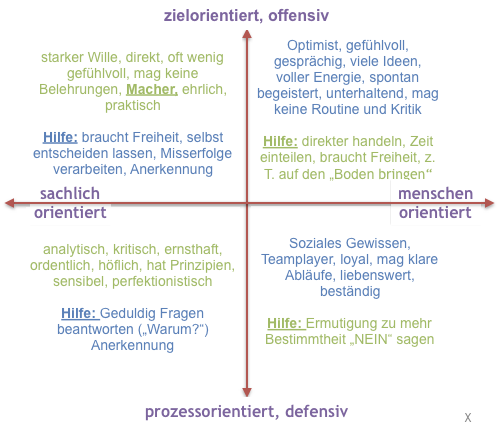 zielorientiert, offensiv
starker Wille, direkt, oft wenig
gefühlvoll, mag keine
Belehrungen, Macher, ehrlich,
praktisch
Hilfe: braucht Freiheit, selbst
entscheiden lassen, Misserfolge
verarbeiten, Anerkennung
Optimist, gefühlvoll,
gesprächig, viele Ideen,
voller Energie, spontan
begeistert, unterhaltend, mag
keine Routine und Kritik
Hilfe: direkter handeln, Zeit
einteilen, braucht Freiheit, z.
T. auf den „Boden bringen“
sachlich
orientiert
menschen
orientiert
analytisch, kritisch, ernsthaft,
ordentlich, höflich, hat Prinzipien,
sensibel, perfektionistisch
Hilfe: Geduldig Fragen
beantworten („Warum?“)
Anerkennung
Soziales Gewissen,
Teamplayer, loyal, mag klare
Abläufe, liebenswert,
beständig
Hilfe: Ermutigung zu mehr
Bestimmtheit „NEIN“ sagen
prozessorientiert, defensiv
X